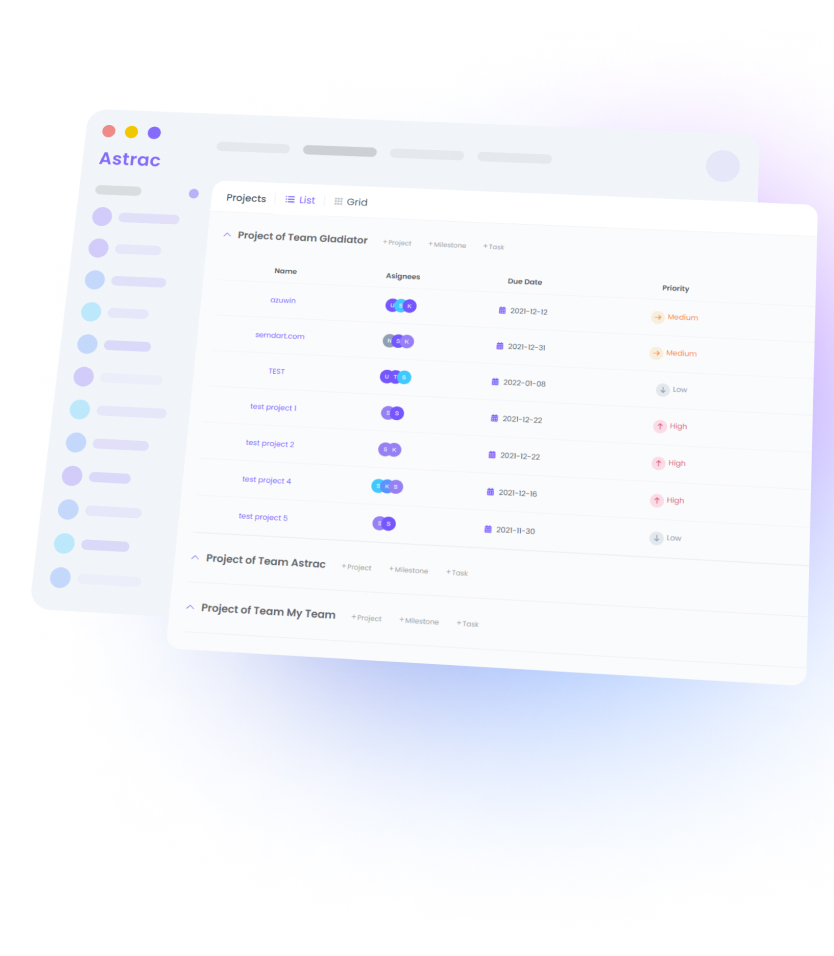 Astrac
Projects List Grid
Project of Team Gladiator + Project + Milestone + Task
Name Asignees Due Date Priority
azuwin U S K 2021-12-12 Medium
semdart.com S K 2021-12-31 Medium
TEST U T S 2022-01-08 Low
test project 1 S 2021-12-22 High
test project 2 S K 2021-12-22 High
test project 4 K S 2021-12-16 High
test project 5 S 2021-11-30 Low
Project of Team Astrac + Project + Milestone + Task
Project of Team My Team + Project + Milestone + Task